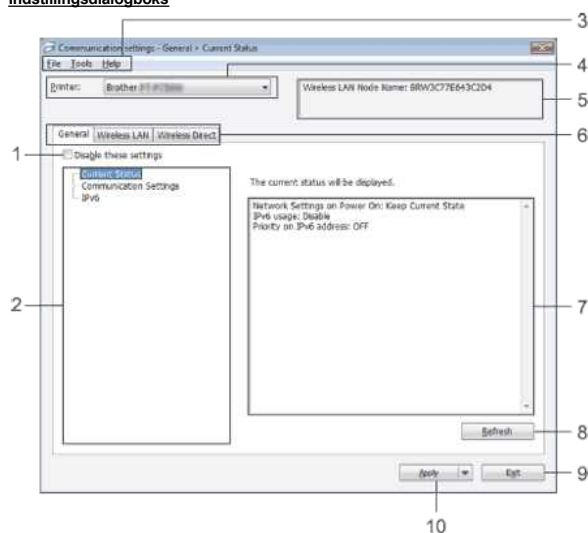 Indstillingsdialogboks
3
Communication settings - General > Current Status
File Tools Help
4
Printer: Brother
Wireless LAN Node Name: BRW3C77E643C2D4
5
General Wireless LAN Wireless Direct
6
1
Disable these settings
Current Status
Communication Settings
IPv6
The current status will be displayed.
Network Settings on Power On: Keep Current State
IPv6 usage: Disable
Priority on IPv6 address: OFF
2
7
Refresh
8
Apply
Exit
9
10